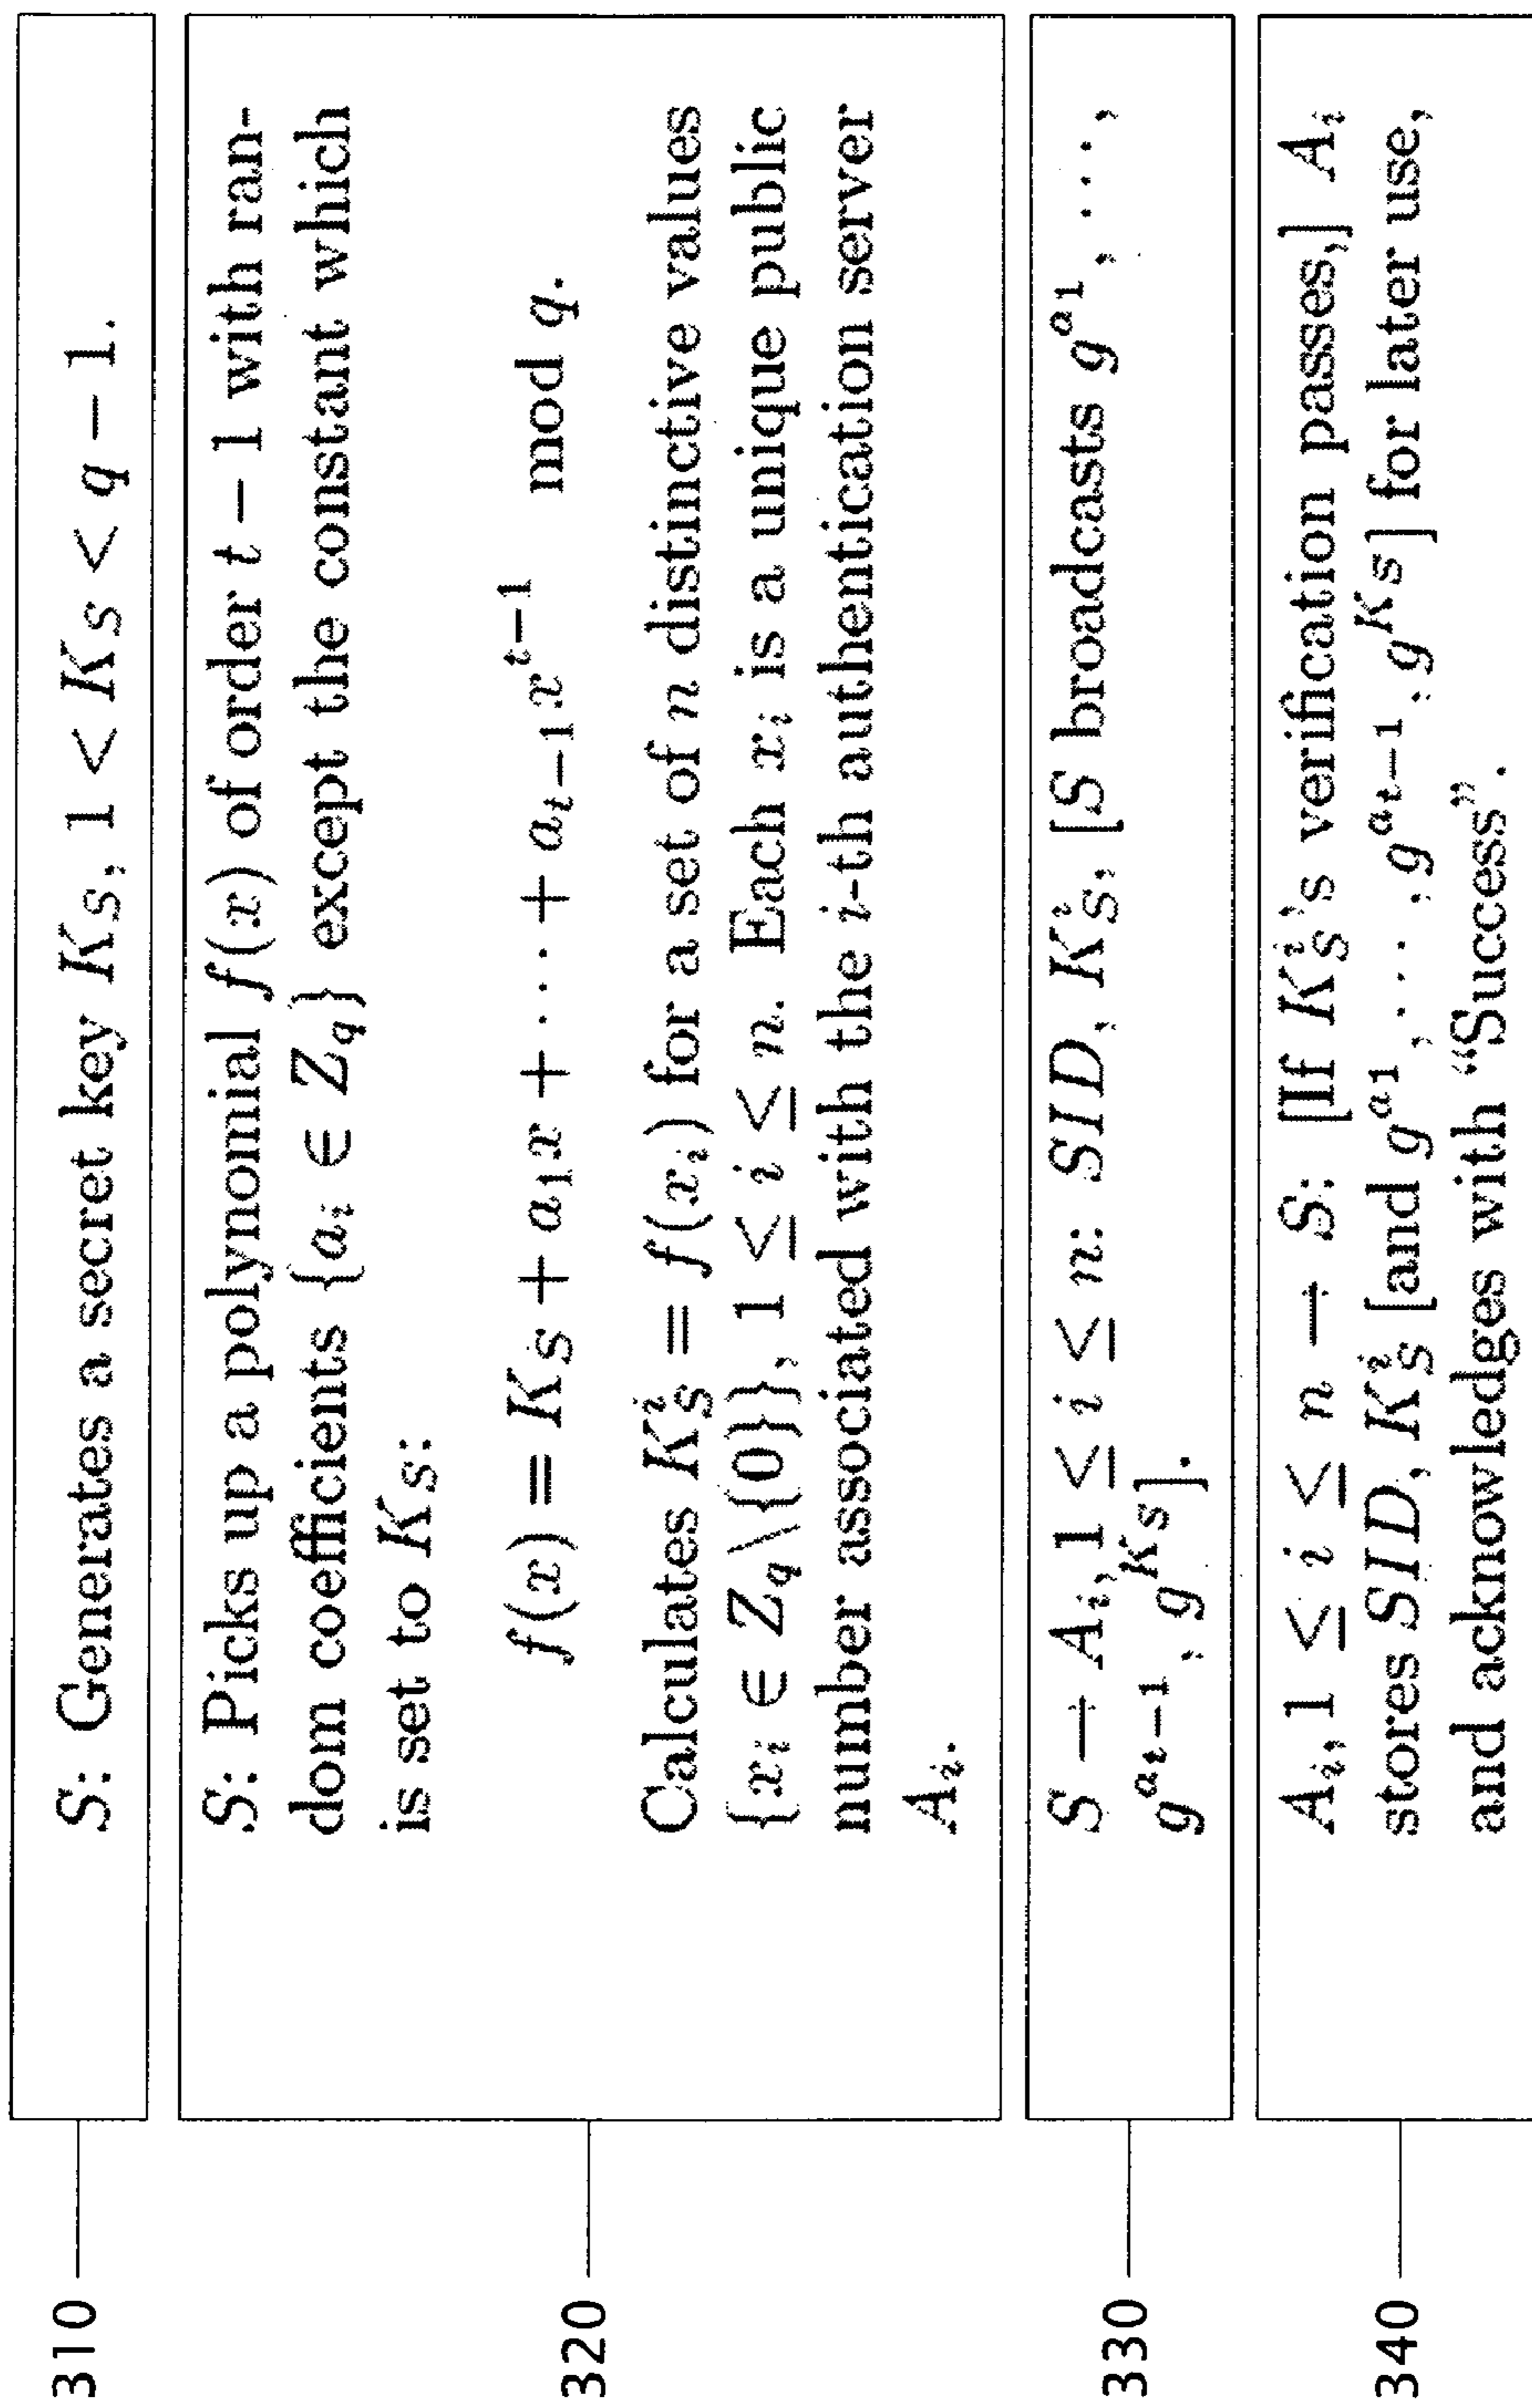 310
S: Generates a secret key K_S, 1 < K_S < q − 1.
320
S: Picks up a polynomial f(x) of order t − 1 with ran-
dom coefficients {a_i ∈ Z_q} except the constant which
is set to K_S:
f(x) = K_S + a_1x + ··· + a_{t−1}x^{t−1} mod q.
Calculates K_S^i = f(x_i) for a set of n distinctive values
{x_i ∈ Z_q\{0}}, 1 ≤ i ≤ n. Each x_i is a unique public
number associated with the i-th authentication server
A_i.
330
S → A_i, 1 ≤ i ≤ n: SID, K_S^i, [S broadcasts g^{a_1}, ...,
g^{a_{t−1}}, g^{K_S}].
340
A_i, 1 ≤ i ≤ n → S: [If K_S^i's verification passes,] A_i
stores SID, K_S^i [and g^{a_1}, ..., g^{a_{t−1}}, g^{K_S}] for later use,
and acknowledges with “Success”.